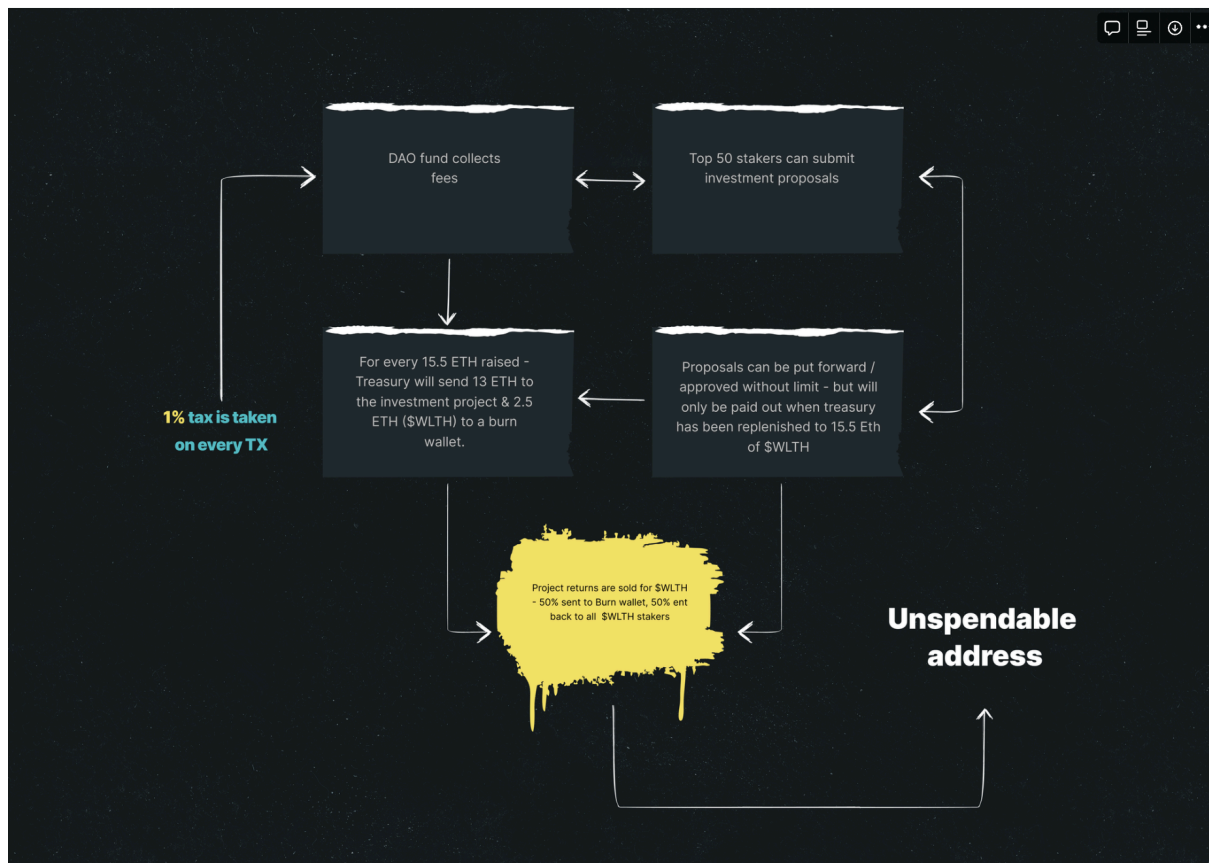 DAO fund collects
fees
Top 50 stakers can submit
investment proposals
For every 15.5 ETH raised -
Treasury will send 13 ETH to
the investment project & 2.5
ETH ($WLTH) to a burn
wallet.
Proposals can be put forward /
approved without limit - but will
only be paid out when treasury
has been replenished to 15.5 Eth
of $WLTH
1% tax is taken
on every TX
Project returns are sold for $WLTH
- 50% sent to Burn wallet, 50% ent
back to all $WLTH stakers
Unspendable
address